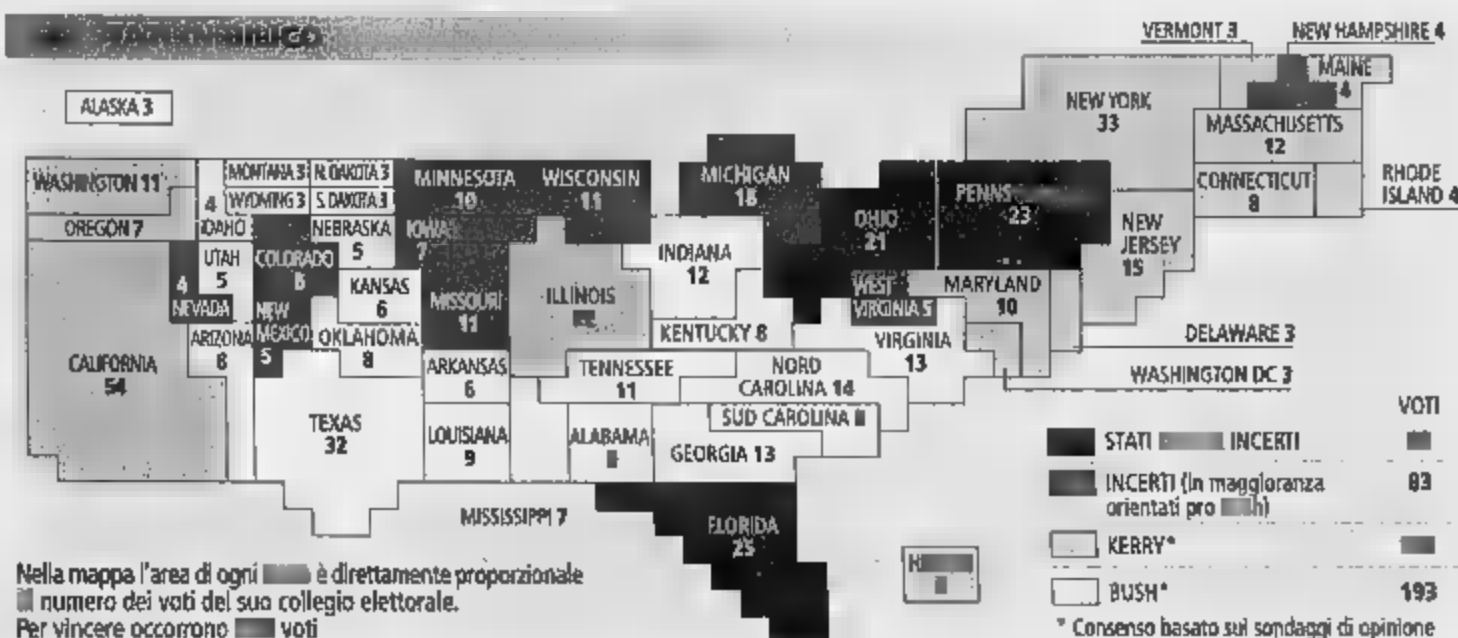 VERMONT 3
NEW HAMPSHIRE 4
ALASKA 3
MAINE
4
NEW YORK
33
MASSACHUSETTS
12
CONNECTICUT
8
RHODE
ISLAND 4
WASHINGTON 11
OREGON 7
4
IDAHO
MONTANA 3
WYOMING 3
N. DAKOTA 3
S. DAKOTA 3
NEBRASKA
5
MINNESOTA
10
WISCONSIN
11
IOWA
7
MICHIGAN
OHIO
21
PENNS
23
NEW
JERSEY
15
UTAH
5
COLORADO
4
NEVADA
KANSAS
6
MISSOURI
11
ILLINOIS
INDIANA
12
WEST
VIRGINIA 5
MARYLAND
10
CALIFORNIA
54
ARIZONA
NEW
MEXICO
5
OKLAHOMA
8
KENTUCKY 8
VIRGINIA
13
DELAWARE 3
WASHINGTON DC 3
TEXAS
32
ARKANSAS
6
TENNESSEE
11
NORD
CAROLINA 14
SUD CAROLINA
LOUISIANA
9
ALABAMA
GEORGIA 13
MISSISSIPPI 7
FLORIDA
25
VOTI
STATI INCERTI
INCERTI (in maggioranza
orientati pro
83
KERRY*
BUSH*
193
* Consenso basato sui sondaggi di opinione
Nella mappa l'area di ogni è direttamente proporzionale
numero dei voti del suo collegio elettorale.
Per vincere occorrono voti